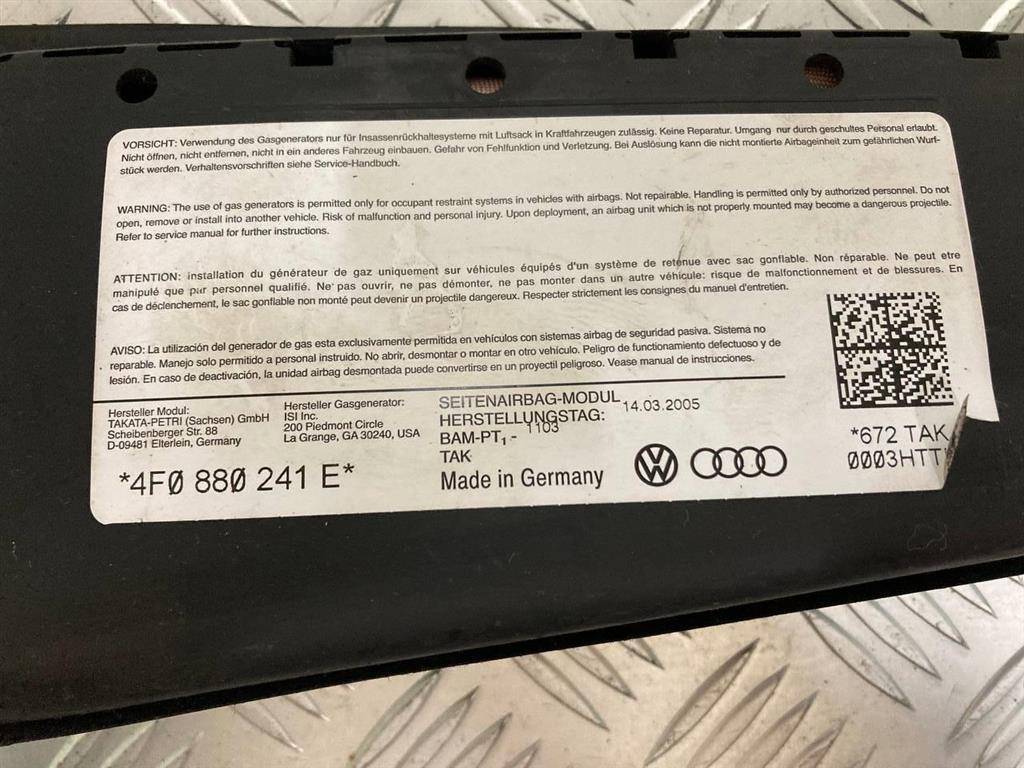 VORSICHT: Verwendung des Gasgenerators nur für Insassenrückhaltesysteme mit Luftsack in Kraftfahrzeugen zulässig. Keine Reparatur. Umgang nur durch geschultes Personal erlaubt.
Nicht öffnen, nicht entfernen, nicht in ein anderes Fahrzeug einbauen. Gefahr von Fehlfunktion und Verletzung. Bei Auslösung kann die nicht montierte Airbageinheit zum gefährlichen Wurf-
stück werden. Verhaltensvorschriften siehe Service-Handbuch.
WARNING: The use of gas generators is permitted only for occupant restraint systems in vehicles with airbags. Not repairable. Handling is permitted only by authorized personnel. Do not
open, remove or install into another vehicle. Risk of malfunction and personal injury. Upon deployment, an airbag unit which is not properly mounted may become a dangerous projectile.
Refer to service manual for further instructions.
ATTENTION: installation du générateur de gaz uniquement sur véhicules équipés d'un système de retenue avec sac gonflable. Non réparable. Ne peut etre
manipulé que par personnel qualifié. Ne pas ouvrir, ne pas démonter, ne pas monter dans un autre véhicule: risque de malfonctionnement et de blessures. En
cas de déclenchement, le sac gonflable non monté peut devenir un projectile dangereux. Respecter strictement les consignes du manuel d'entretien.
AVISO: La utilización del generador de gas esta exclusivamente permitida en vehículos con sistemas airbag de seguridad pasiva. Sistema no
reparable. Manejo solo permitido a personal instruido. No abrir, desmontar o montar en otro vehículo. Peligro de funcionamiento defectuoso y de
lesión. En caso de deactivación, la unidad airbag desmontada puede convertirse en un proyectil peligroso. Vease manual de instrucciones.
Hersteller Modul:
TAKATA-PETRI (Sachsen) GmbH
Scheibenberger Str. 88
D-09481 Elterlein, Germany
Hersteller Gasgenerator:
ISI Inc.
200 Piedmont Circle
La Grange, GA 30240, USA
*4F0 880 241 E*
SEITENAIRBAG-MODUL
HERSTELLUNGSTAG: 14.03.2005
BAM-PT₁ - 1103
TAK
Made in Germany
*672 TAK
0003HTT